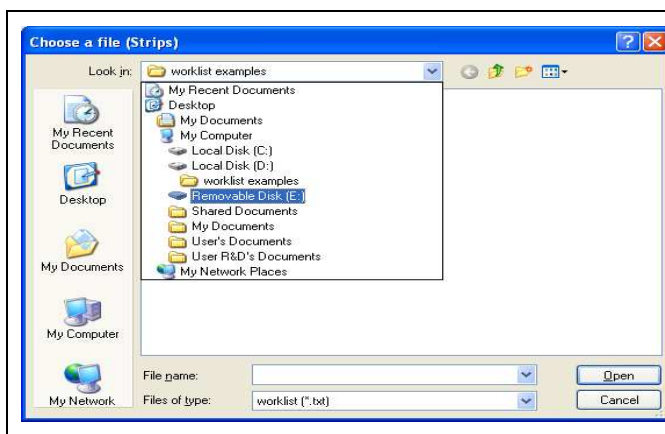 Choose a file (Strips)
Look in: worklist examples
My Recent Documents
Desktop
My Documents
My Computer
Local Disk (C:)
Local Disk (D:)
worklist examples
Removable Disk (E:)
Shared Documents
My Documents
User's Documents
User R&D's Documents
My Network Places
My Recent
Documents
Desktop
My Documents
My Computer
My Network
File name:
Open
Files of type: worklist (*.txt)
Cancel